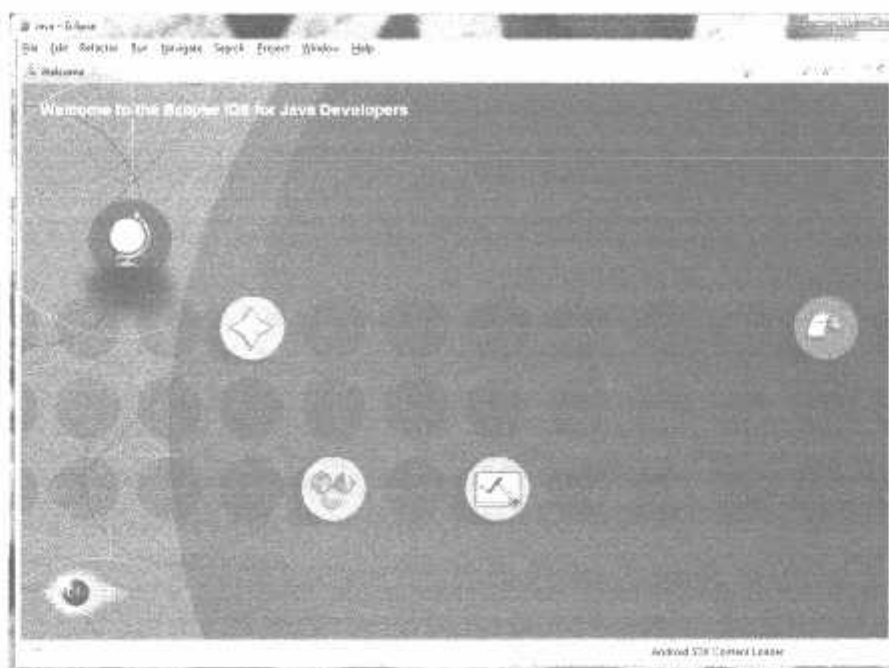 Java - Eclipse
File Edit Refactor Run Navigate Search Project Window Help
Welcome
Welcome to the Eclipse IDE for Java Developers
Android SDK Content Loader